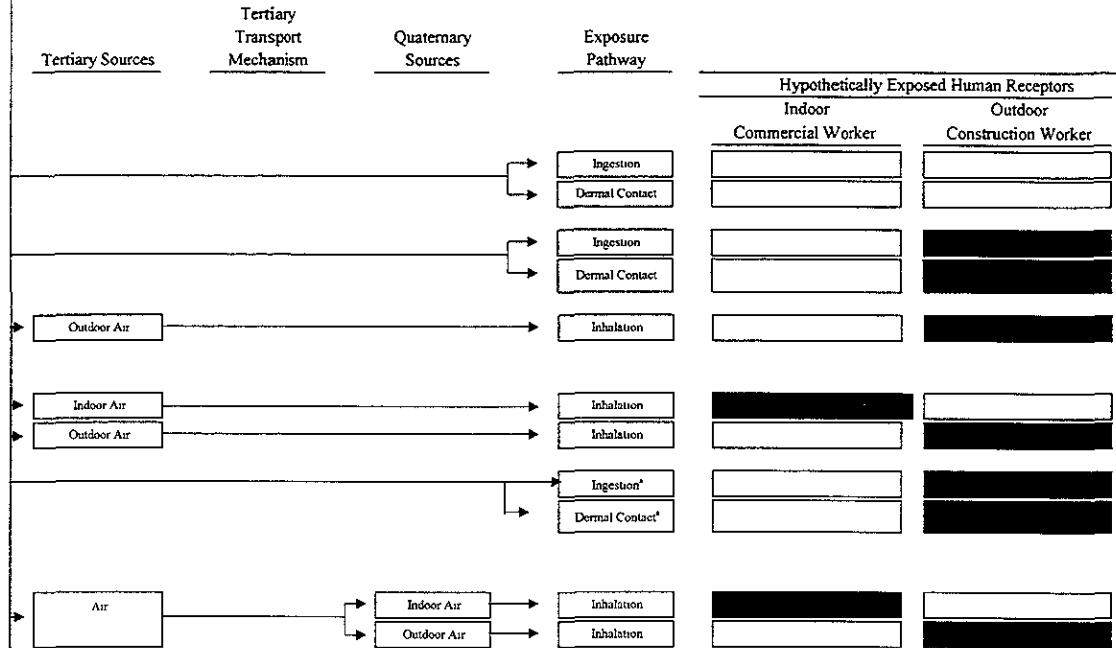 Tertiary
Transport
Mechanism
Tertiary Sources
Quaternary
Sources
Exposure
Pathway
Hypothetically Exposed Human Receptors
Indoor
Commercial Worker
Outdoor
Construction Worker
Ingestion
Dermal Contact
Ingestion
Dermal Contact
Outdoor Air
Inhalation
Indoor Air
Inhalation
Outdoor Air
Inhalation
Ingestionª
Dermal Contactª
Air
Indoor Air
Inhalation
Outdoor Air
Inhalation